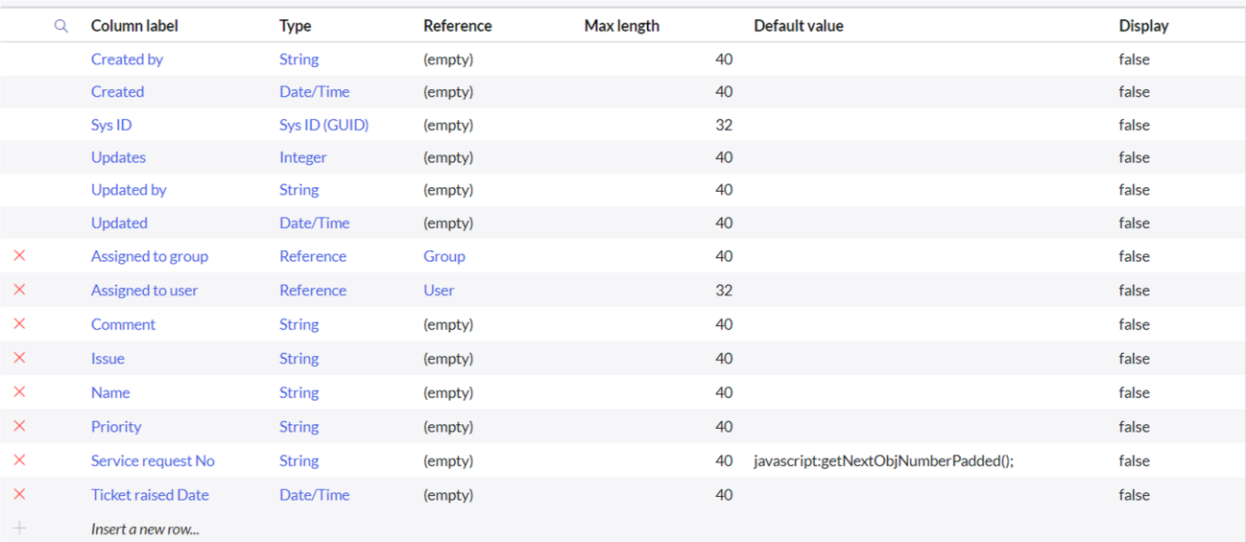 Column label Type Reference Max length Default value Display
Created by String (empty) 40 false
Created Date/Time (empty) 40 false
Sys ID Sys ID (GUID) (empty) 32 false
Updates Integer (empty) 40 false
Updated by String (empty) 40 false
Updated Date/Time (empty) 40 false
Assigned to group Reference Group 40 false
Assigned to user Reference User 32 false
Comment String (empty) 40 false
Issue String (empty) 40 false
Name String (empty) 40 false
Priority String (empty) 40 false
Service request No String (empty) 40 javascript:getNextObjNumberPadded(); false
Ticket raised Date Date/Time (empty) 40 false
Insert a new row...